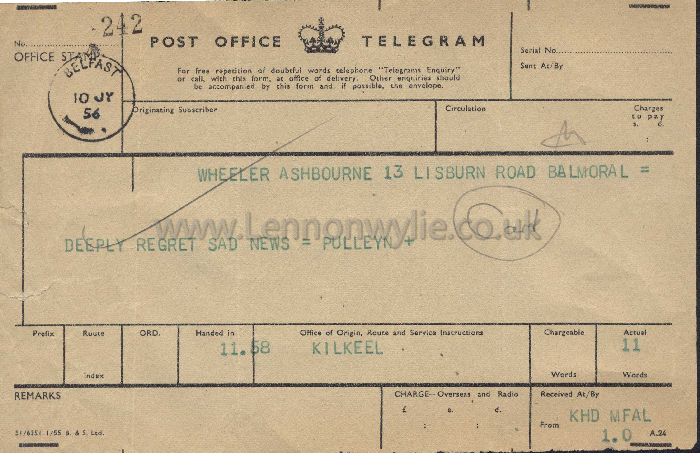 -242
No.
OFFICE STAMP
BELFAST
10 JY
56
POST OFFICE TELEGRAM
For free repetition of doubtful words telephone "Telegrams Enquiry"
or call, with this form, at office of delivery. Other enquiries should
be accompanied by this form and, if possible, the envelope.
Serial No.
Sent At/By
Originating Subscriber
Circulation
Charges
to pay
s. d.
:
WHEELER ASHBOURNE 13 LISBURN ROAD BALMORAL =
www.Lennonwylie.co.uk
DEEPLY REGRET SAD NEWS = PULLEYN +
Prefix
Route
Index
ORD.
Handed in
11.58
Office of Origin, Route and Service Instructions
KILKEEL
Chargeable
Words
Actual
11
Words
REMARKS
CHARGE—Overseas and Radio
£ s. d.
: :
Received At/By
From KHD MFAL
1.0
51/6351 1/55 B. & S. Ltd.
A.24